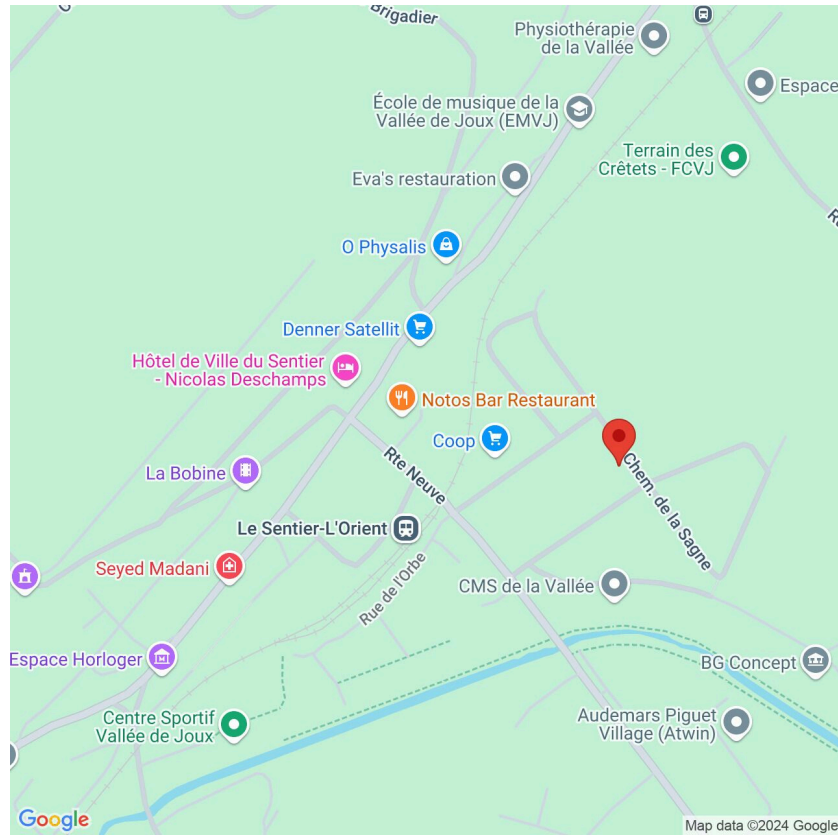 Brigadier
Physiothérapie
de la Vallée
Espace
École de musique de la
Vallée de Joux (EMVJ)
Terrain des
Crêtets - FCVJ
Eva's restauration
O Physalis
Denner Satellit
Hôtel de Ville du Sentier
- Nicolas Deschamps
Notos Bar Restaurant
Coop
La Bobine
Rte Neuve
Chem. de la Sagne
Le Sentier-L'Orient
Seyed Madani
Rue de l'Orbe
CMS de la Vallée
Espace Horloger
BG Concept
Centre Sportif
Vallée de Joux
Audemars Piguet
Village (Atwin)
Google
Map data ©2024 Google